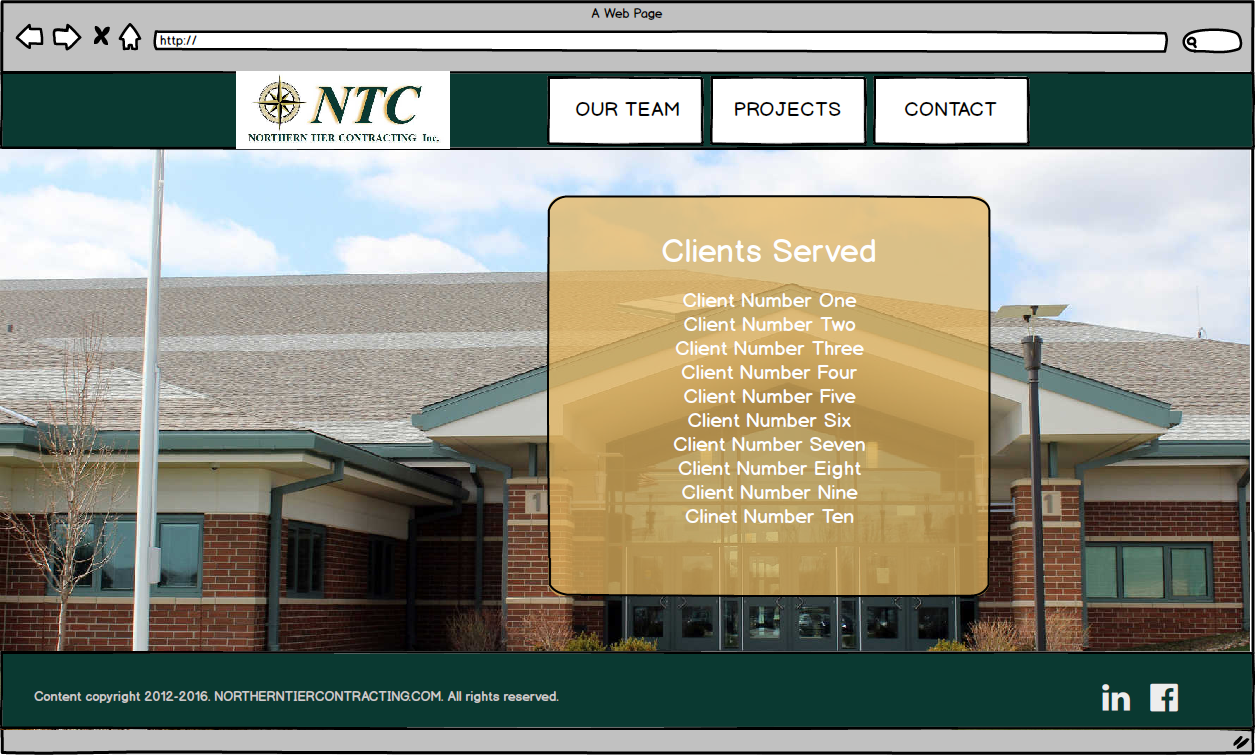 A Web Page
http://
NTC
NORTHERN TIER CONTRACTING Inc.
OUR TEAM
PROJECTS
CONTACT
Clients Served
Client Number One
Client Number Two
Client Number Three
Client Number Four
Client Number Five
Client Number Six
Client Number Seven
Client Number Eight
Client Number Nine
Clinet Number Ten
1
1
Content copyright 2012-2016. NORTHERNTIERCONTRACTING.COM. All rights reserved.
in
f